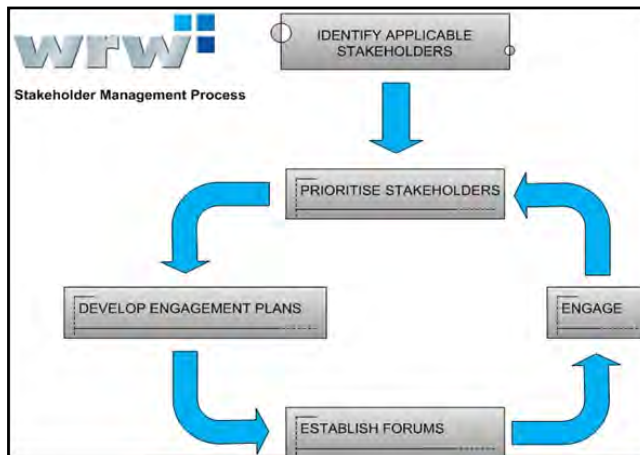 wrw
Stakeholder Management Process
IDENTIFY APPLICABLE
STAKEHOLDERS
PRIORITISE STAKEHOLDERS
DEVELOP ENGAGEMENT PLANS
ENGAGE
ESTABLISH FORUMS